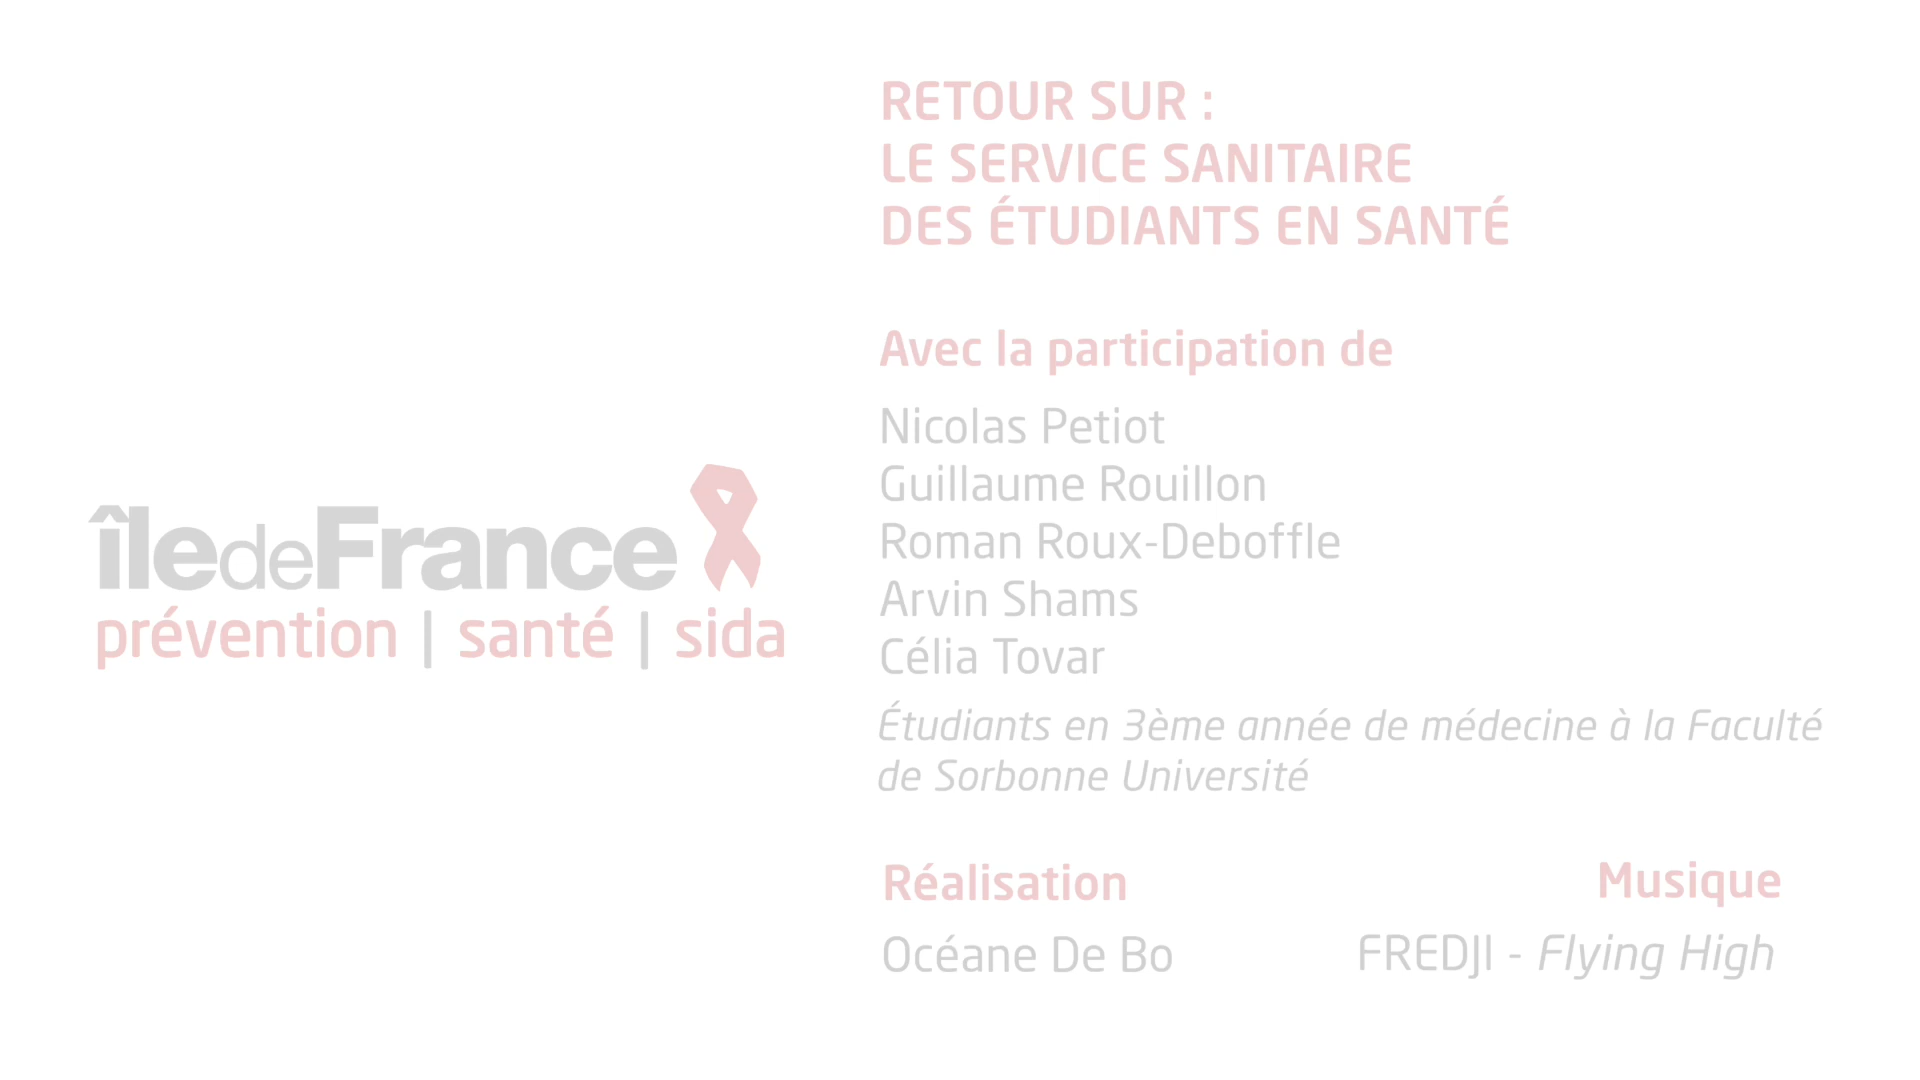 îledeFrance
prévention | santé | sida
RETOUR SUR :
LE SERVICE SANITAIRE
DES ÉTUDIANTS EN SANTÉ
Avec la participation de
Nicolas Petiot
Guillaume Rouillon
Roman Roux-Deboffle
Arvin Shams
Célia Tovar
Étudiants en 3ème année de médecine à la Faculté
de Sorbonne Université
Réalisation
Océane De Bo
Musique
FREDJI - Flying High